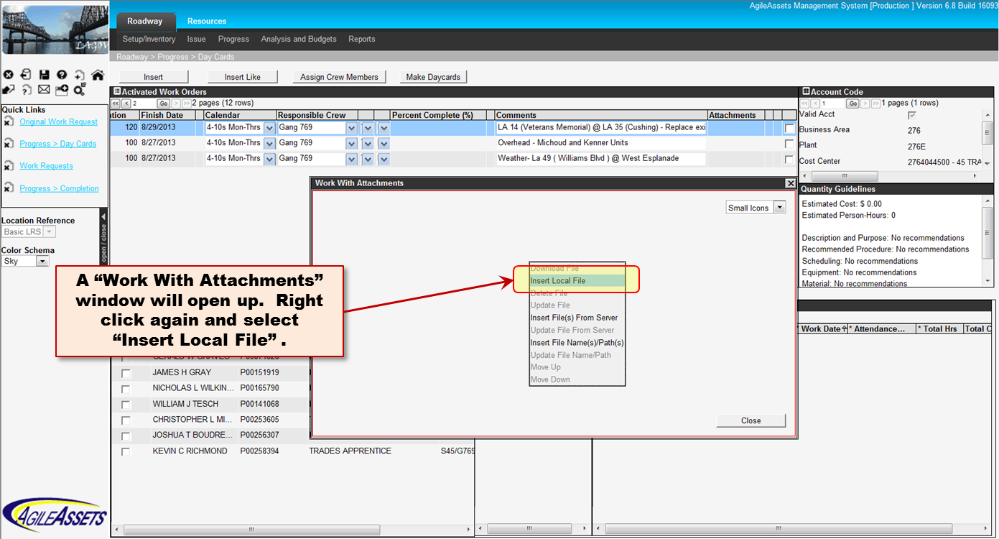 AgileAssets Management System [Production ] Version 6.8 Build 16093
LAGOV
Roadway Resources
Setup/Inventory Issue Progress Analysis and Budgets Reports
Roadway > Progress > Day Cards
Insert Insert Like Assign Crew Members Make Daycards
Quick Links
Original Work Request
Progress > Day Cards
Work Requests
Progress > Completion
Location Reference
Basic LRS
Color Schema
Sky
open / close
Activated Work Orders
<< < 2 Go > >> 2 pages (12 rows)
Finish Date Calendar Responsible Crew Percent Complete (%) Comments Attachments
120 8/29/2013 4-10s Mon-Thrs Gang 769 LA 14 (Veterans Memorial) @ LA 35 (Cushing) - Replace exi
100 8/27/2013 4-10s Mon-Thrs Gang 769 Overhead - Michoud and Kenner Units
100 8/27/2013 4-10s Mon-Thrs Gang 769 Weather- La 49 ( Williams Blvd ) @ West Esplanade
Account Code
<< < 1 Go > >> 1 pages (1 rows)
Valid Acct
Business Area 276
Plant 276E
Cost Center 2764044500 - 45 TRA
Quantity Guidelines
Estimated Cost: $ 0.00
Estimated Person-Hours: 0
Description and Purpose: No recommendations
Recommended Procedure: No recommendations
Scheduling: No recommendations
Equipment: No recommendations
Material: No recommendations
Work With Attachments
Small Icons
Download File
Insert Local File
Delete File
Update File
Insert File(s) From Server
Update File From Server
Insert File Name(s)/Path(s)
Update File Name/Path
Move Up
Move Down
Close
A “Work With Attachments”
window will open up. Right
click again and select
“Insert Local File” .
* Work Date * Attendance... * Total Hrs Total C
JAMES H GRAY P00151919
NICHOLAS L WILKIN... P00165790
WILLIAM J TESCH P00141068
CHRISTOPHER L MI... P00253605
JOSHUA T BOUDRE... P00256307
KEVIN C RICHMOND P00258394 TRADES APPRENTICE S45/G769
AGILEASSETS